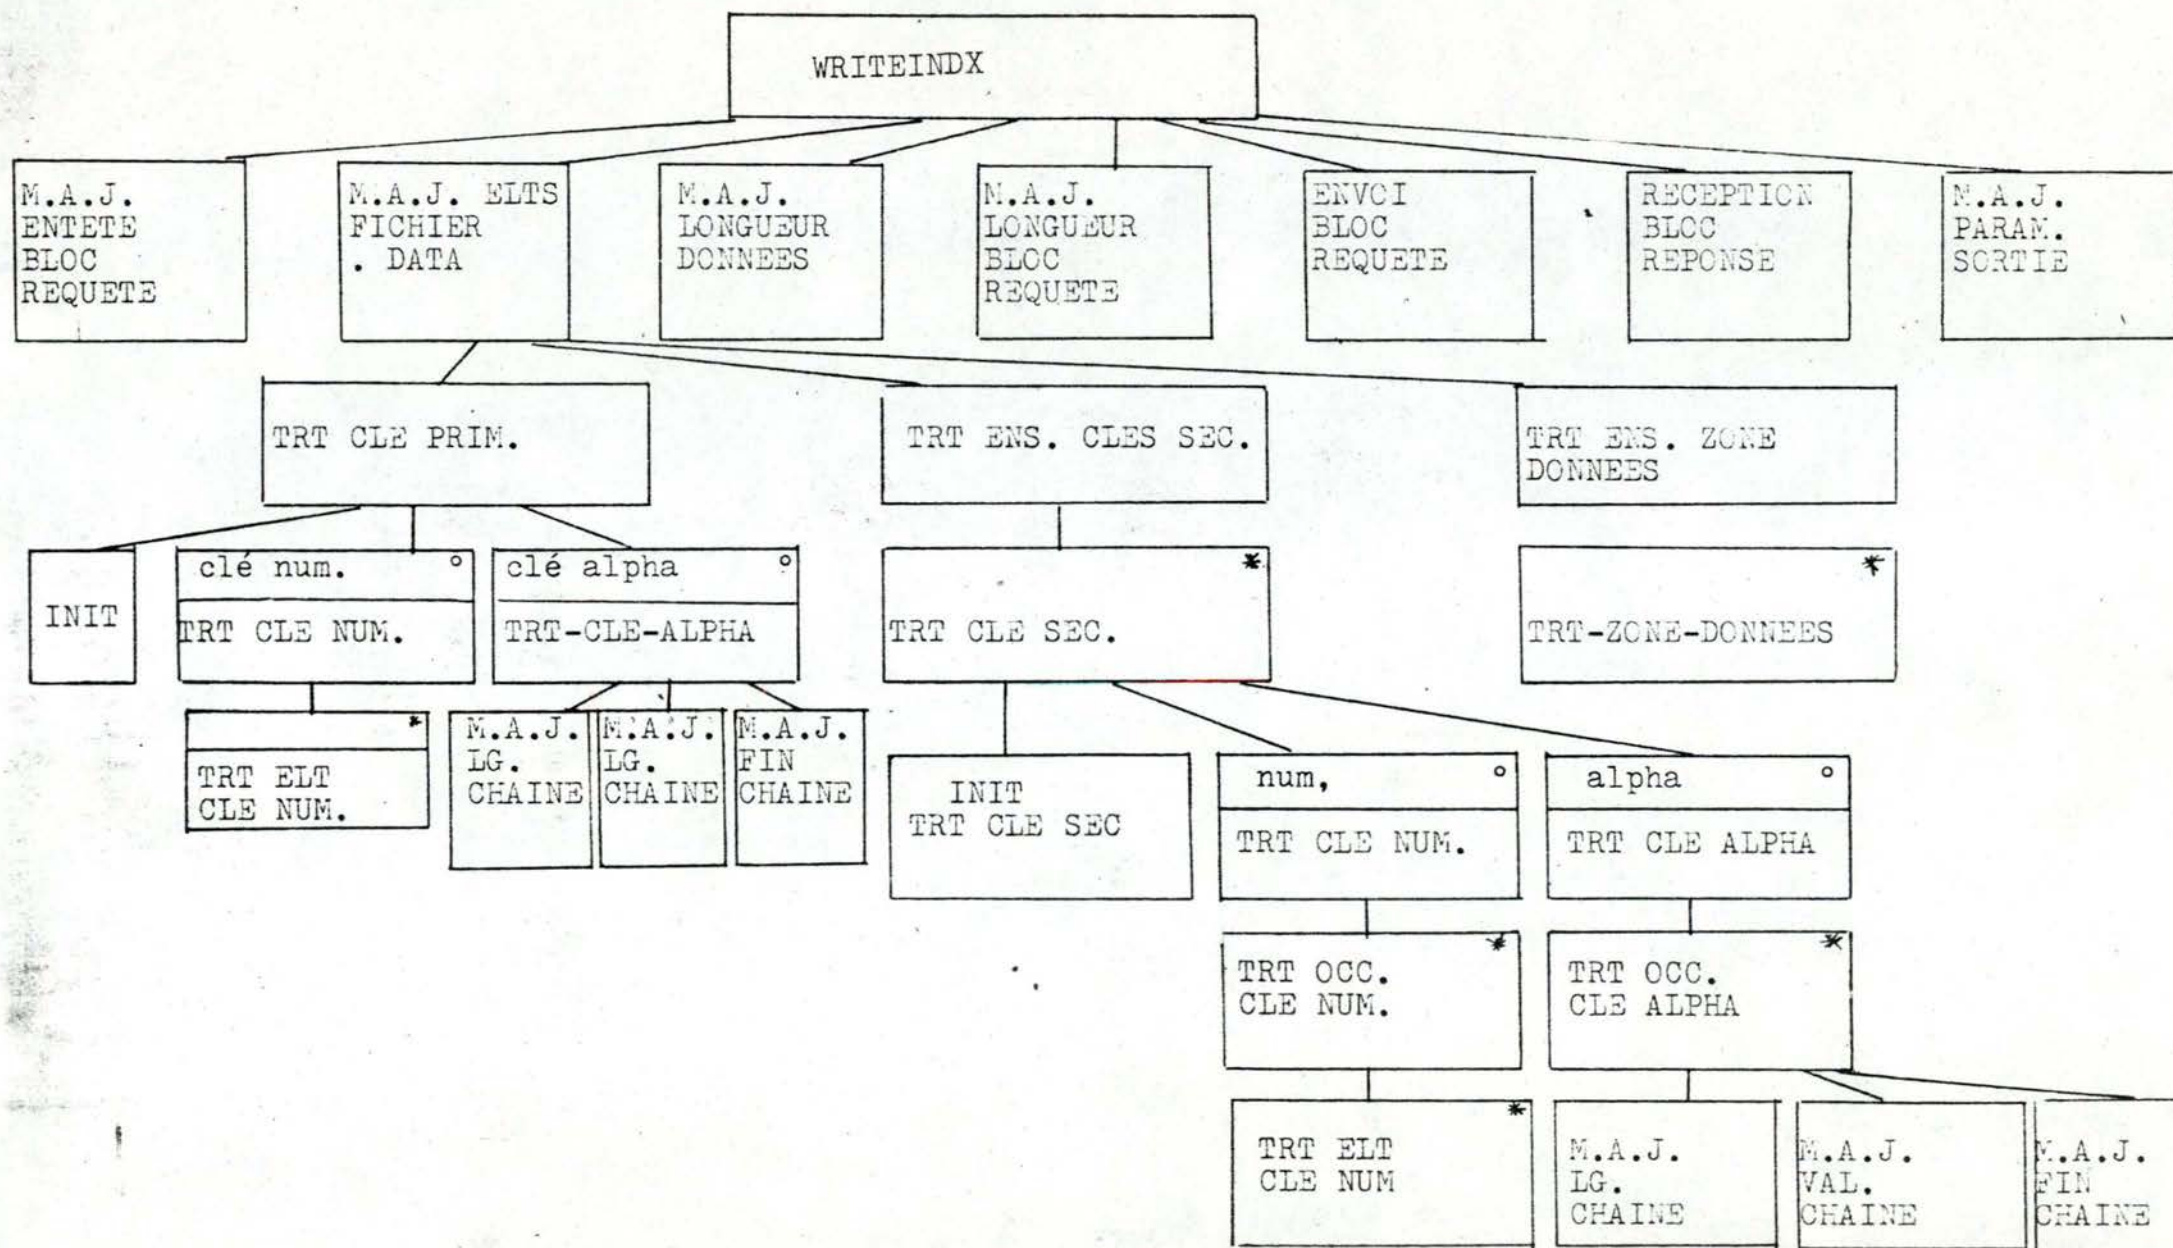 WRITEINDX
M.A.J.
ENTETE
BLOC
REQUETE
M.A.J. ELTS
FICHIER
. DATA
M.A.J.
LONGUEUR
DONNEES
M.A.J.
LONGUEUR
BLOC
REQUETE
ENVOI
BLOC
REQUETE
RECEPTION
BLOC
REPONSE
M.A.J.
PARAM.
SORTIE
TRT CLE PRIM.
TRT ENS. CLES SEC.
TRT ENS. ZONE
DONNEES
INIT
clé num. °
TRT CLE NUM.
clé alpha °
TRT-CLE-ALPHA
*
TRT CLE SEC.
*
TRT-ZONE-DONNEES
*
TRT ELT
CLE NUM.
M.A.J.
LG.
CHAINE
M.A.J.
LG.
CHAINE
M.A.J.
FIN
CHAINE
INIT
TRT CLE SEC
num, °
TRT CLE NUM.
alpha °
TRT CLE ALPHA
*
TRT OCC.
CLE NUM.
*
TRT OCC.
CLE ALPHA
*
TRT ELT
CLE NUM
M.A.J.
LG.
CHAINE
M.A.J.
VAL.
CHAINE
M.A.J.
FIN
CHAINE